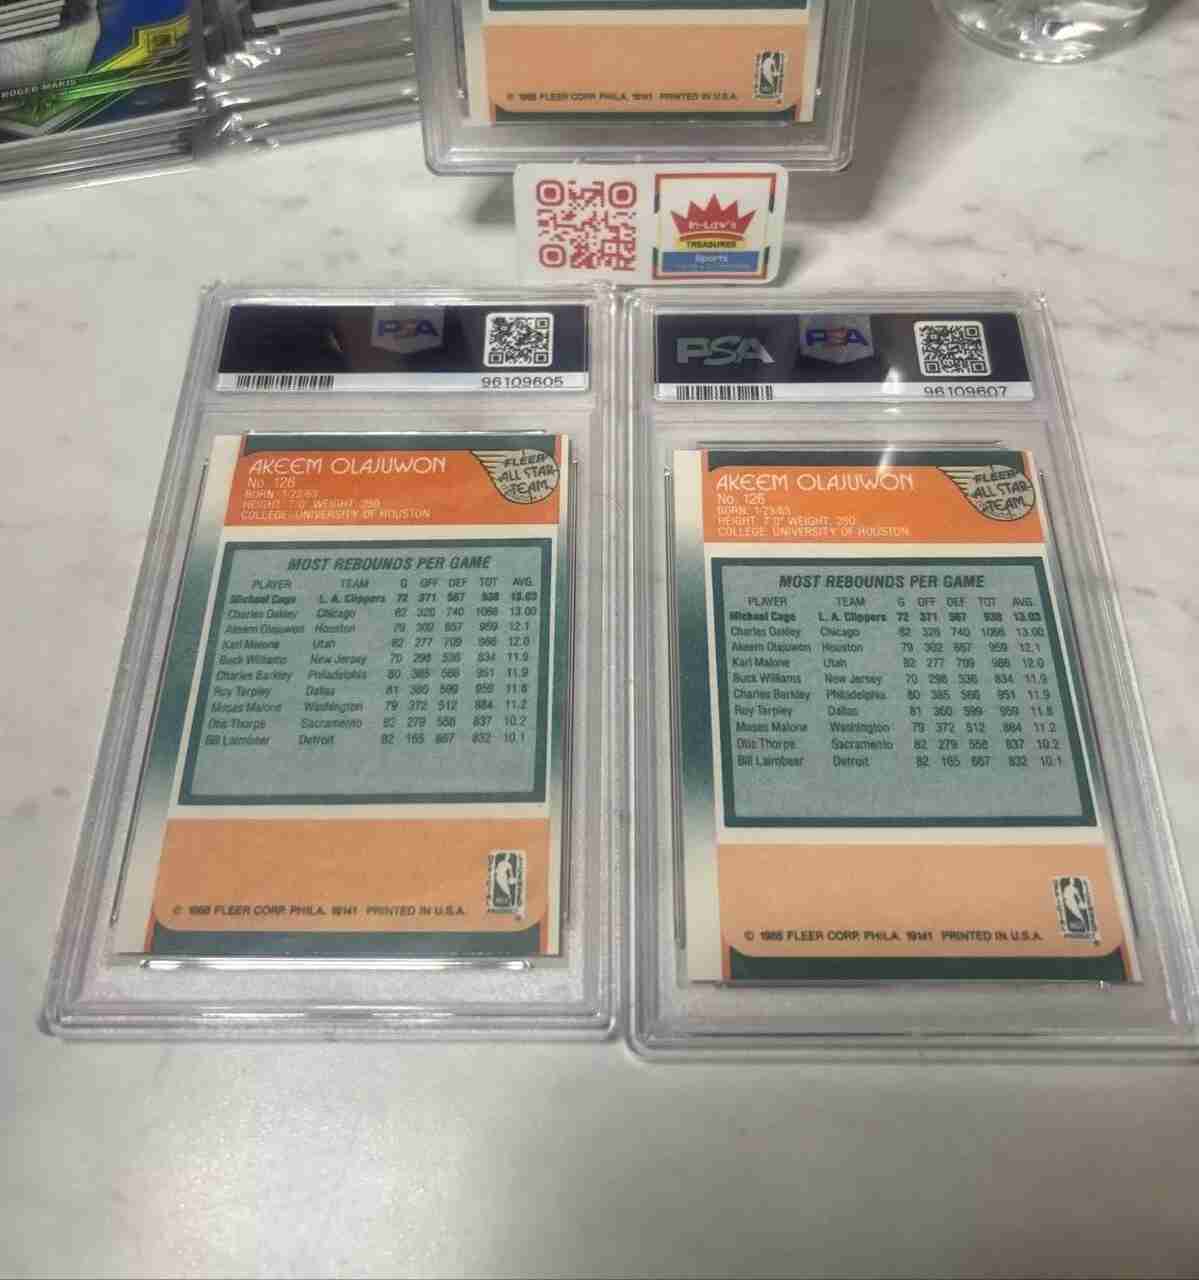 ROGER MARIS
© 1988 FLEER CORP. PHILA. 19141 PRINTED IN U.S.A.
In-Law's
TREASURES
Sports
PSA
96109605
AKEEM OLAJUWON
No. 126
BORN: 1/23/63
HEIGHT: 7'0" WEIGHT: 250
COLLEGE: UNIVERSITY OF HOUSTON
FLEER
ALL STAR
TEAM
MOST REBOUNDS PER GAME
PLAYER TEAM G OFF DEF TOT AVG.
Michael Cage L. A. Clippers 72 371 567 938 13.03
Charles Oakley Chicago 82 326 740 1066 13.00
Akeem Olajuwon Houston 79 302 657 959 12.1
Karl Malone Utah 82 277 709 986 12.0
Buck Williams New Jersey 70 298 536 834 11.9
Charles Barkley Philadelphia 80 385 566 951 11.9
Roy Tarpley Dallas 81 360 599 959 11.8
Moses Malone Washington 79 372 512 884 11.2
Otis Thorpe Sacramento 82 279 558 837 10.2
Bill Laimbeer Detroit 82 165 667 832 10.1
© 1988 FLEER CORP. PHILA. 19141 PRINTED IN U.S.A.
PSA
PSA
96109607
AKEEM OLAJUWON
No. 126
BORN: 1/23/63
HEIGHT: 7'0" WEIGHT: 250
COLLEGE: UNIVERSITY OF HOUSTON
FLEER
ALL STAR
TEAM
MOST REBOUNDS PER GAME
PLAYER TEAM G OFF DEF TOT AVG.
Michael Cage L. A. Clippers 72 371 567 938 13.03
Charles Oakley Chicago 82 326 740 1066 13.00
Akeem Olajuwon Houston 79 302 657 959 12.1
Karl Malone Utah 82 277 709 986 12.0
Buck Williams New Jersey 70 298 536 834 11.9
Charles Barkley Philadelphia 80 385 566 951 11.9
Roy Tarpley Dallas 81 360 599 959 11.8
Moses Malone Washington 79 372 512 884 11.2
Otis Thorpe Sacramento 82 279 558 837 10.2
Bill Laimbeer Detroit 82 165 667 832 10.1
© 1988 FLEER CORP. PHILA. 19141 PRINTED IN U.S.A.